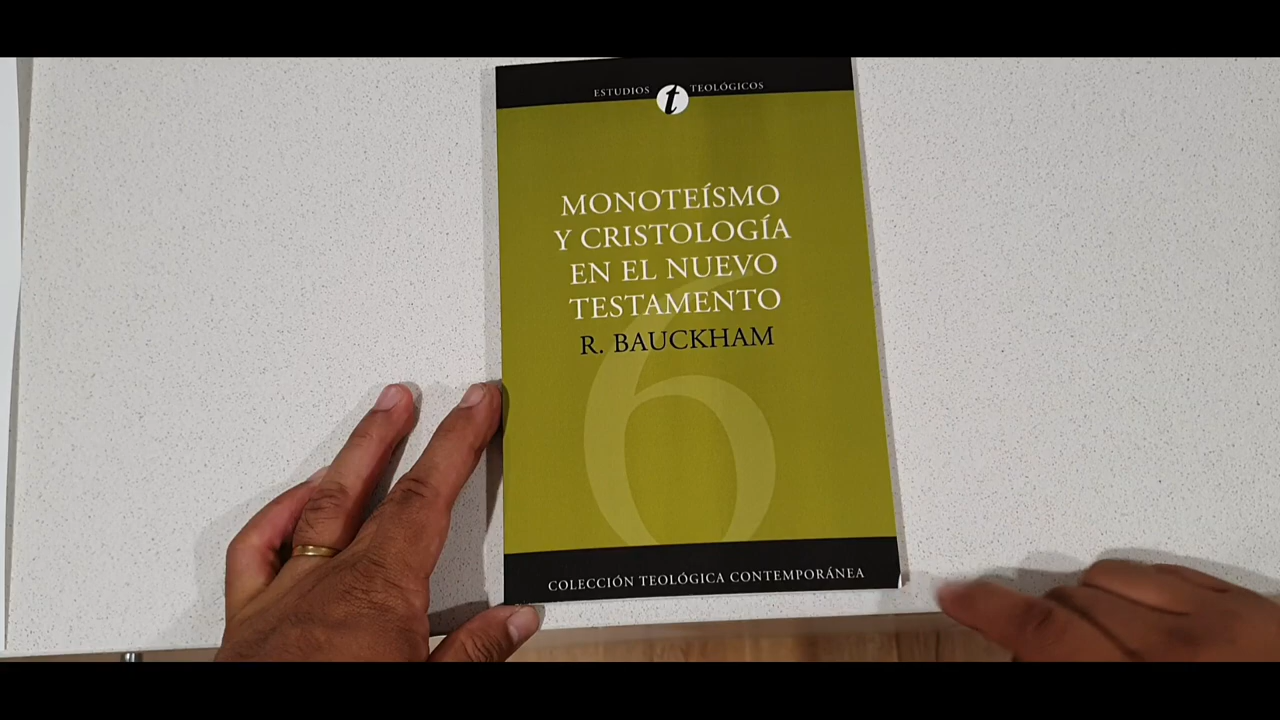 ESTUDIOS t TEOLÓGICOS
MONOTEÍSMO
Y CRISTOLOGÍA
EN EL NUEVO
TESTAMENTO
R. BAUCKHAM
6
COLECCIÓN TEOLÓGICA CONTEMPORÁNEA